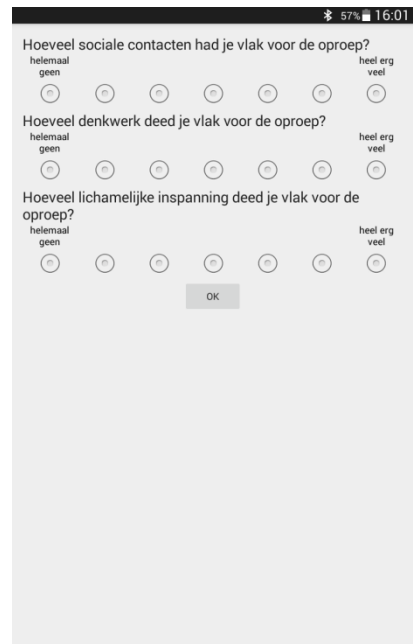 57% 16:01
Hoeveel sociale contacten had je vlak voor de oproep?
helemaal heel erg
geen veel
Hoeveel denkwerk deed je vlak voor de oproep?
helemaal heel erg
geen veel
Hoeveel lichamelijke inspanning deed je vlak voor de
oproep?
helemaal heel erg
geen veel
OK